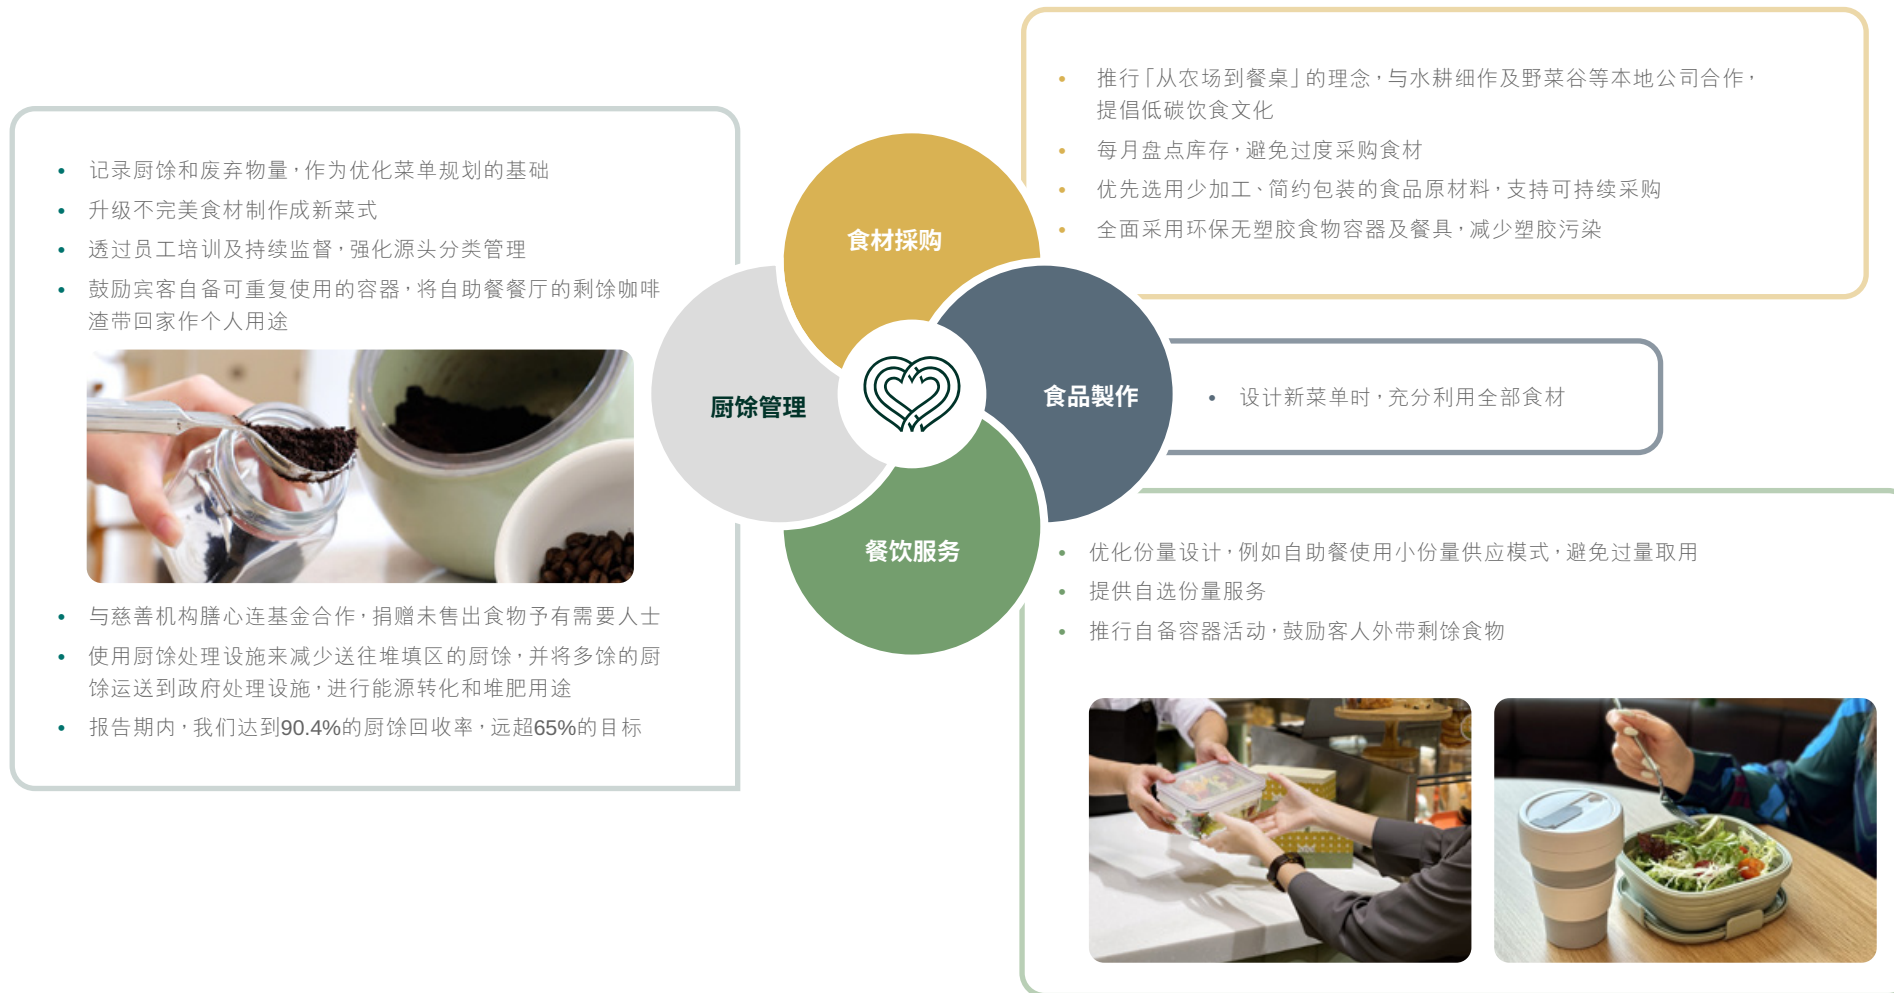 推行「从农场到餐桌」的理念，与水耕细作及野菜谷等本地公司合作，
提倡低碳饮食文化
每月盘点库存，避免过度采购食材
优先选用少加工、简约包装的食品原材料，支持可持续采购
全面采用环保无塑胶食物容器及餐具，减少塑胶污染
记录厨馀和废弃物量，作为优化菜单规划的基础
升级不完美食材制作成新菜式
透过员工培训及持续监督，强化源头分类管理
鼓励宾客自备可重复使用的容器，将自助餐餐厅的剩馀咖啡
渣带回家作个人用途
与慈善机构膳心连基金合作，捐赠未售出食物予有需要人士
使用厨馀处理设施来减少送往堆填区的厨馀，并将多馀的厨
馀运送到政府处理设施，进行能源转化和堆肥用途
报告期内，我们达到90.4%的厨馀回收率，远超65%的目标
食材採购
厨馀管理
食品製作
餐饮服务
设计新菜单时，充分利用全部食材
优化份量设计，例如自助餐使用小份量供应模式，避免过量取用
提供自选份量服务
推行自备容器活动，鼓励客人外带剩馀食物